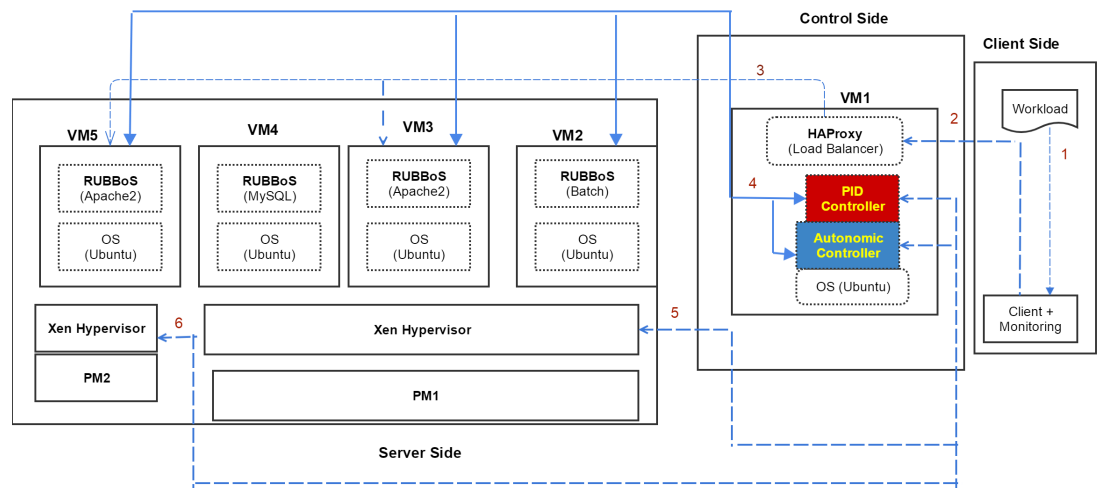 Control Side
Client Side
3
VM1
2
Workload
HAProxy
(Load Balancer)
1
VM5
VM4
VM3
VM2
RUBBoS
(Apache2)
RUBBoS
(MySQL)
RUBBoS
(Apache2)
RUBBoS
(Batch)
4
PID
Controller
Autonomic
Controller
OS
(Ubuntu)
OS
(Ubuntu)
OS
(Ubuntu)
OS
(Ubuntu)
OS (Ubuntu)
Client +
Monitoring
Xen Hypervisor
6
Xen Hypervisor
5
PM2
PM1
Server Side